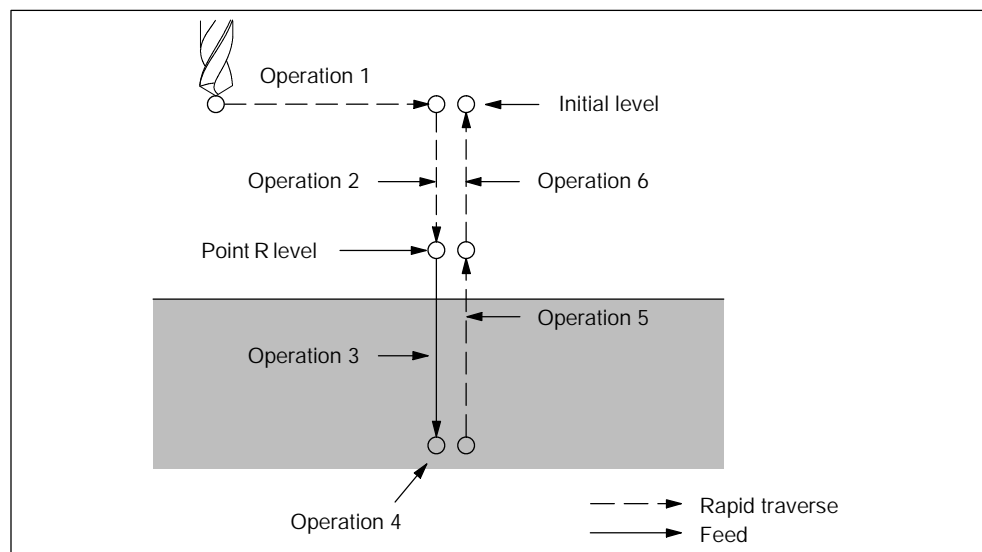 Operation 1
Initial level
Operation 2
Operation 6
Point R level
Operation 5
Operation 3
Operation 4
Rapid traverse
Feed